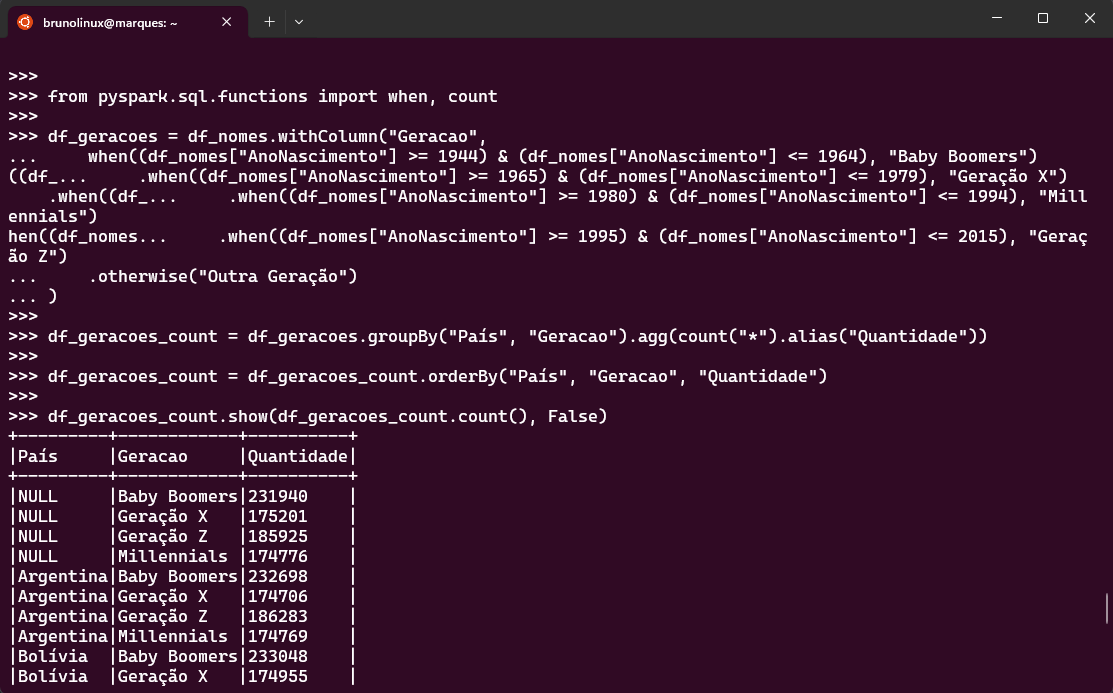 brunolinux@marques: ~
>>>
>>> from pyspark.sql.functions import when, count
>>>
>>> df_geracoes = df_nomes.withColumn("Geracao",
...     when((df_nomes["AnoNascimento"] >= 1944) & (df_nomes["AnoNascimento"] <= 1964), "Baby Boomers")
((df_...     .when((df_nomes["AnoNascimento"] >= 1965) & (df_nomes["AnoNascimento"] <= 1979), "Geração X")
    .when((df_...     .when((df_nomes["AnoNascimento"] >= 1980) & (df_nomes["AnoNascimento"] <= 1994), "Mill
ennials")
hen((df_nomes...     .when((df_nomes["AnoNascimento"] >= 1995) & (df_nomes["AnoNascimento"] <= 2015), "Geraç
ão Z")
...     .otherwise("Outra Geração")
... )
>>>
>>> df_geracoes_count = df_geracoes.groupBy("País", "Geracao").agg(count("*").alias("Quantidade"))
>>>
>>> df_geracoes_count = df_geracoes_count.orderBy("País", "Geracao", "Quantidade")
>>>
>>> df_geracoes_count.show(df_geracoes_count.count(), False)
+---------+------------+----------+
|País     |Geracao     |Quantidade|
+---------+------------+----------+
|NULL     |Baby Boomers|231940    |
|NULL     |Geração X   |175201    |
|NULL     |Geração Z   |185925    |
|NULL     |Millennials |174776    |
|Argentina|Baby Boomers|232698    |
|Argentina|Geração X   |174706    |
|Argentina|Geração Z   |186283    |
|Argentina|Millennials |174769    |
|Bolívia  |Baby Boomers|233048    |
|Bolívia  |Geração X   |174955    |